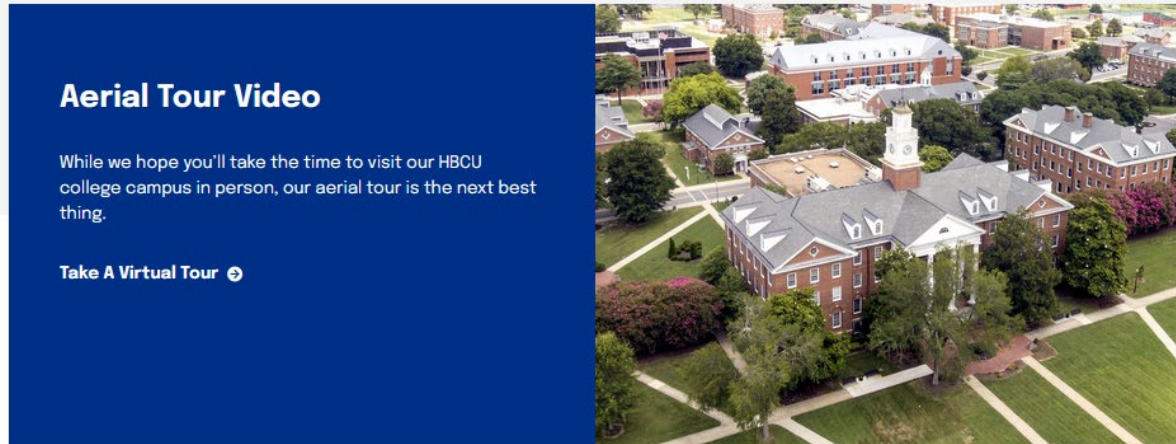 Aerial Tour Video
While we hope you'll take the time to visit our HBCU
college campus in person, our aerial tour is the next best
thing.
Take A Virtual Tour